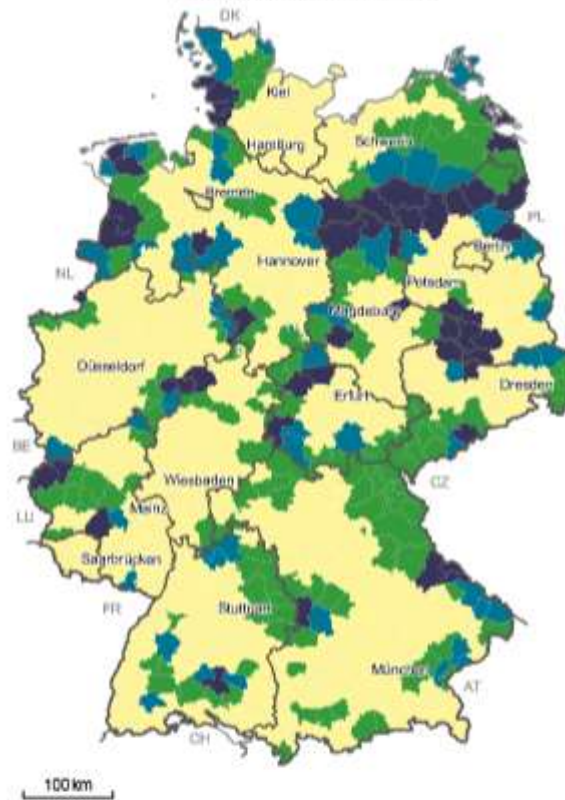 DK
Kiel
Hamburg
Schwerin
Bremen
PL
Berlin
NL
Hannover
Potsdam
Magdeburg
Düsseldorf
Dresden
Erfurt
BE
CZ
Wiesbaden
Mainz
LU
Saarbrücken
FR
Stuttgart
München
AT
CH
100 km